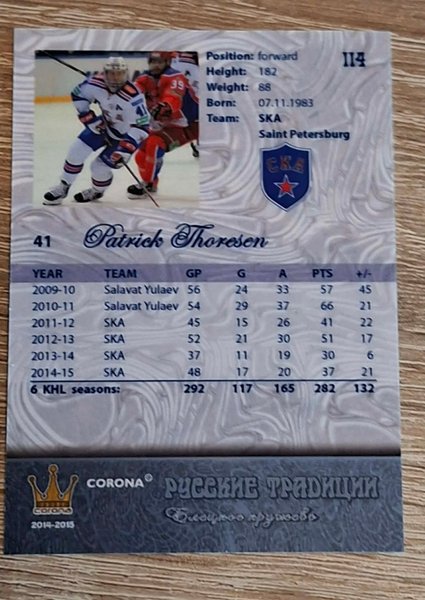 Position: forward 114
Height: 182
Weight: 88
Born: 07.11.1983
Team: SKA
Saint Petersburg
СКА
41 Patrick Thoresen
YEAR TEAM GP G A PTS +/-
2009-10 Salavat Yulaev 56 24 33 57 45
2010-11 Salavat Yulaev 54 29 37 66 21
2011-12 SKA 45 15 26 41 22
2012-13 SKA 52 21 30 51 17
2013-14 SKA 37 11 19 30 6
2014-15 SKA 48 17 20 37 21
6 KHL seasons: 292 117 165 282 132
CORONA® РУССКИЕ ТРАДИЦИИ
Елецкое кружево
CORONA
2014-2015